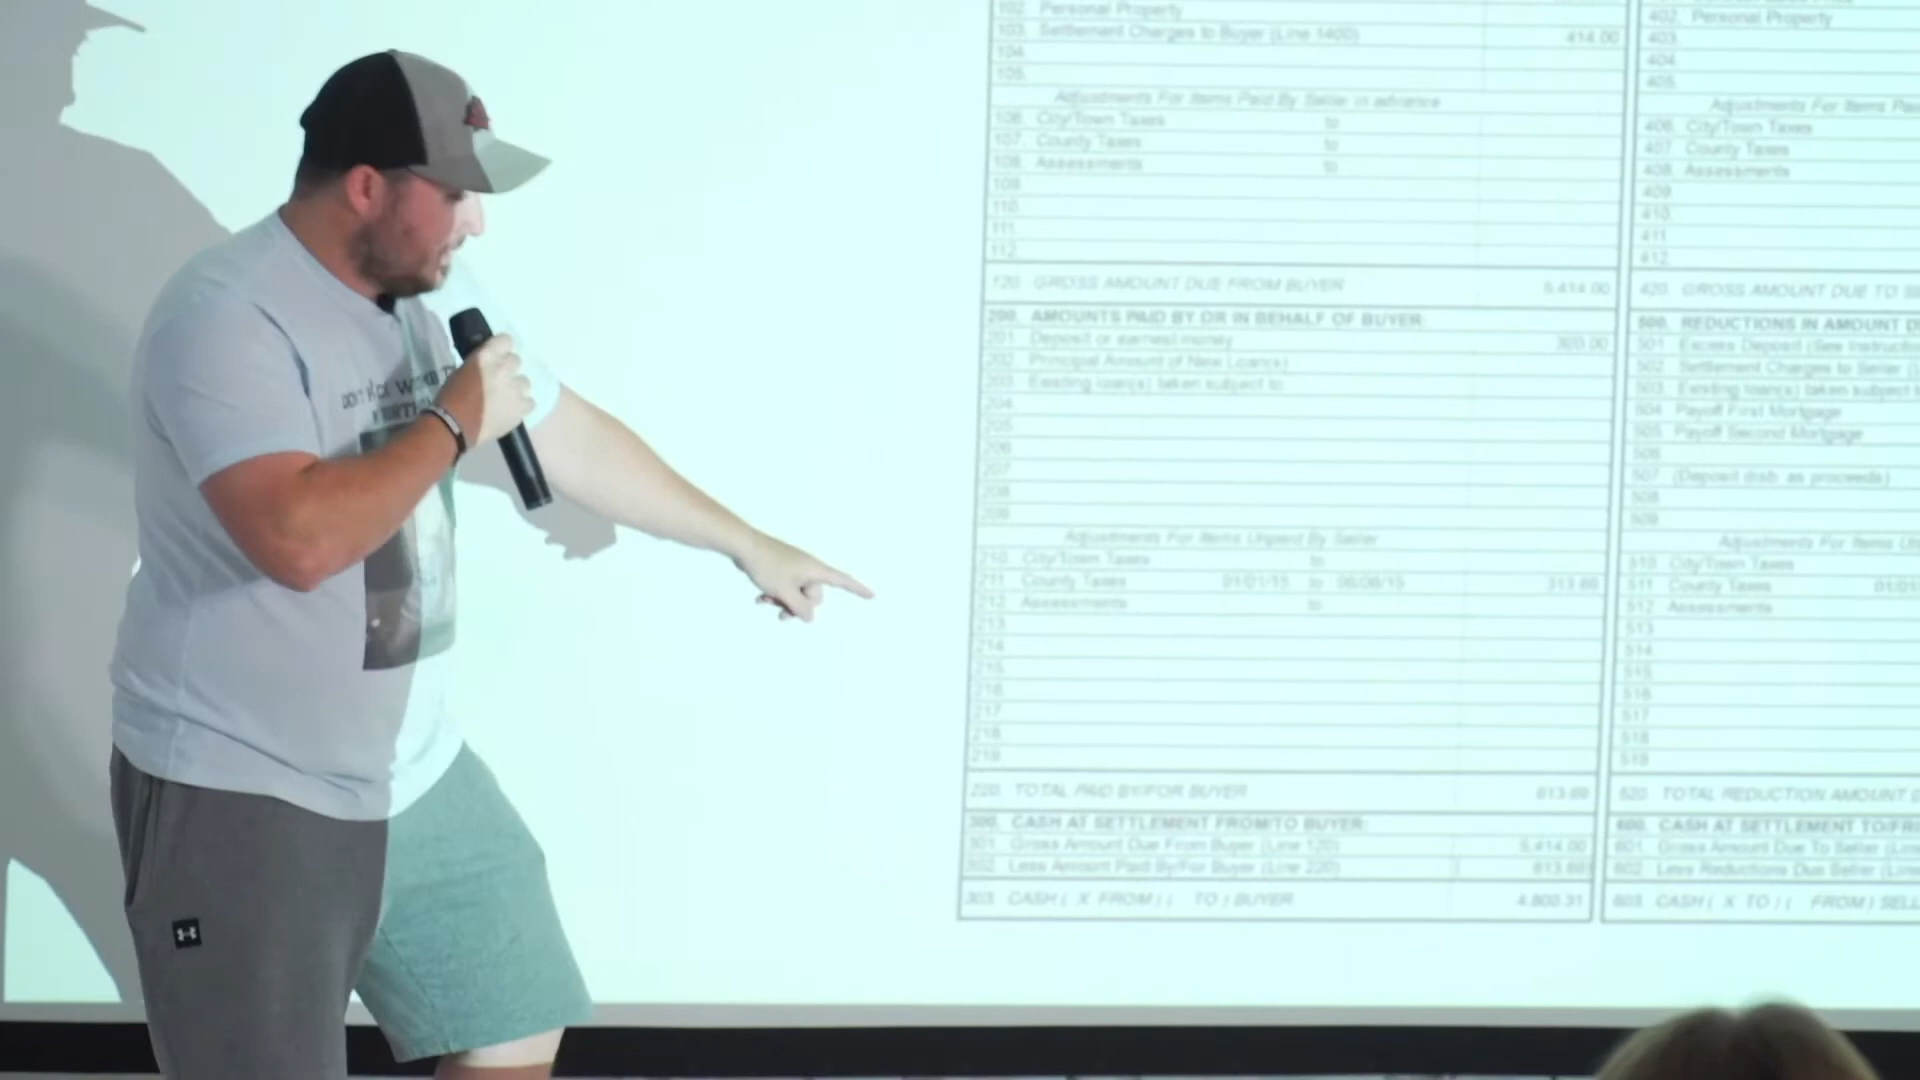 102. Personal Property
103. Settlement Charges to Buyer (Line 1400) 414.00
104.
105.
Adjustments For Items Paid By Seller in advance
106. City/Town Taxes to
107. County Taxes to
108. Assessments to
109.
110.
111.
112.
120. GROSS AMOUNT DUE FROM BUYER 5,414.00
200. AMOUNTS PAID BY OR IN BEHALF OF BUYER:
201. Deposit or earnest money 300.00
202. Principal Amount of New Loan(s)
203. Existing loan(s) taken subject to
204.
205.
206.
207.
208.
209.
Adjustments For Items Unpaid By Seller
210. City/Town Taxes to
211. County Taxes 01/01/15 to 06/06/15 313.69
212. Assessments to
213.
214.
215.
216.
217.
218.
219.
220. TOTAL PAID BY/FOR BUYER 613.69
300. CASH AT SETTLEMENT FROM/TO BUYER:
301. Gross Amount Due From Buyer (Line 120) 5,414.00
302. Less Amount Paid By/For Buyer (Line 220) ( 613.69)
303. CASH ( X FROM ) ( TO ) BUYER 4,800.31
402. Personal Property
403.
404.
405.
Adjustments For Items
406. City/Town Taxes
407. County Taxes
408. Assessments
409.
410.
411.
412.
420. GROSS AMOUNT DUE TO
500. REDUCTIONS IN AMOUNT
501. Excess Deposit (See
502. Settlement Charges to Seller
503. Existing loan(s) taken subject
504. Payoff First Mortgage
505. Payoff Second Mortgage
506.
507. (Deposit disb. as proceeds)
508.
509.
Adjustments For Items
510. City/Town Taxes
511. County Taxes
512. Assessments
513.
514.
515.
516.
517.
518.
519.
520. TOTAL REDUCTION AMOUNT
600. CASH AT SETTLEMENT
601. Gross Amount Due To Seller
602. Less Reductions Due Seller
603. CASH ( X TO ) ( FROM )